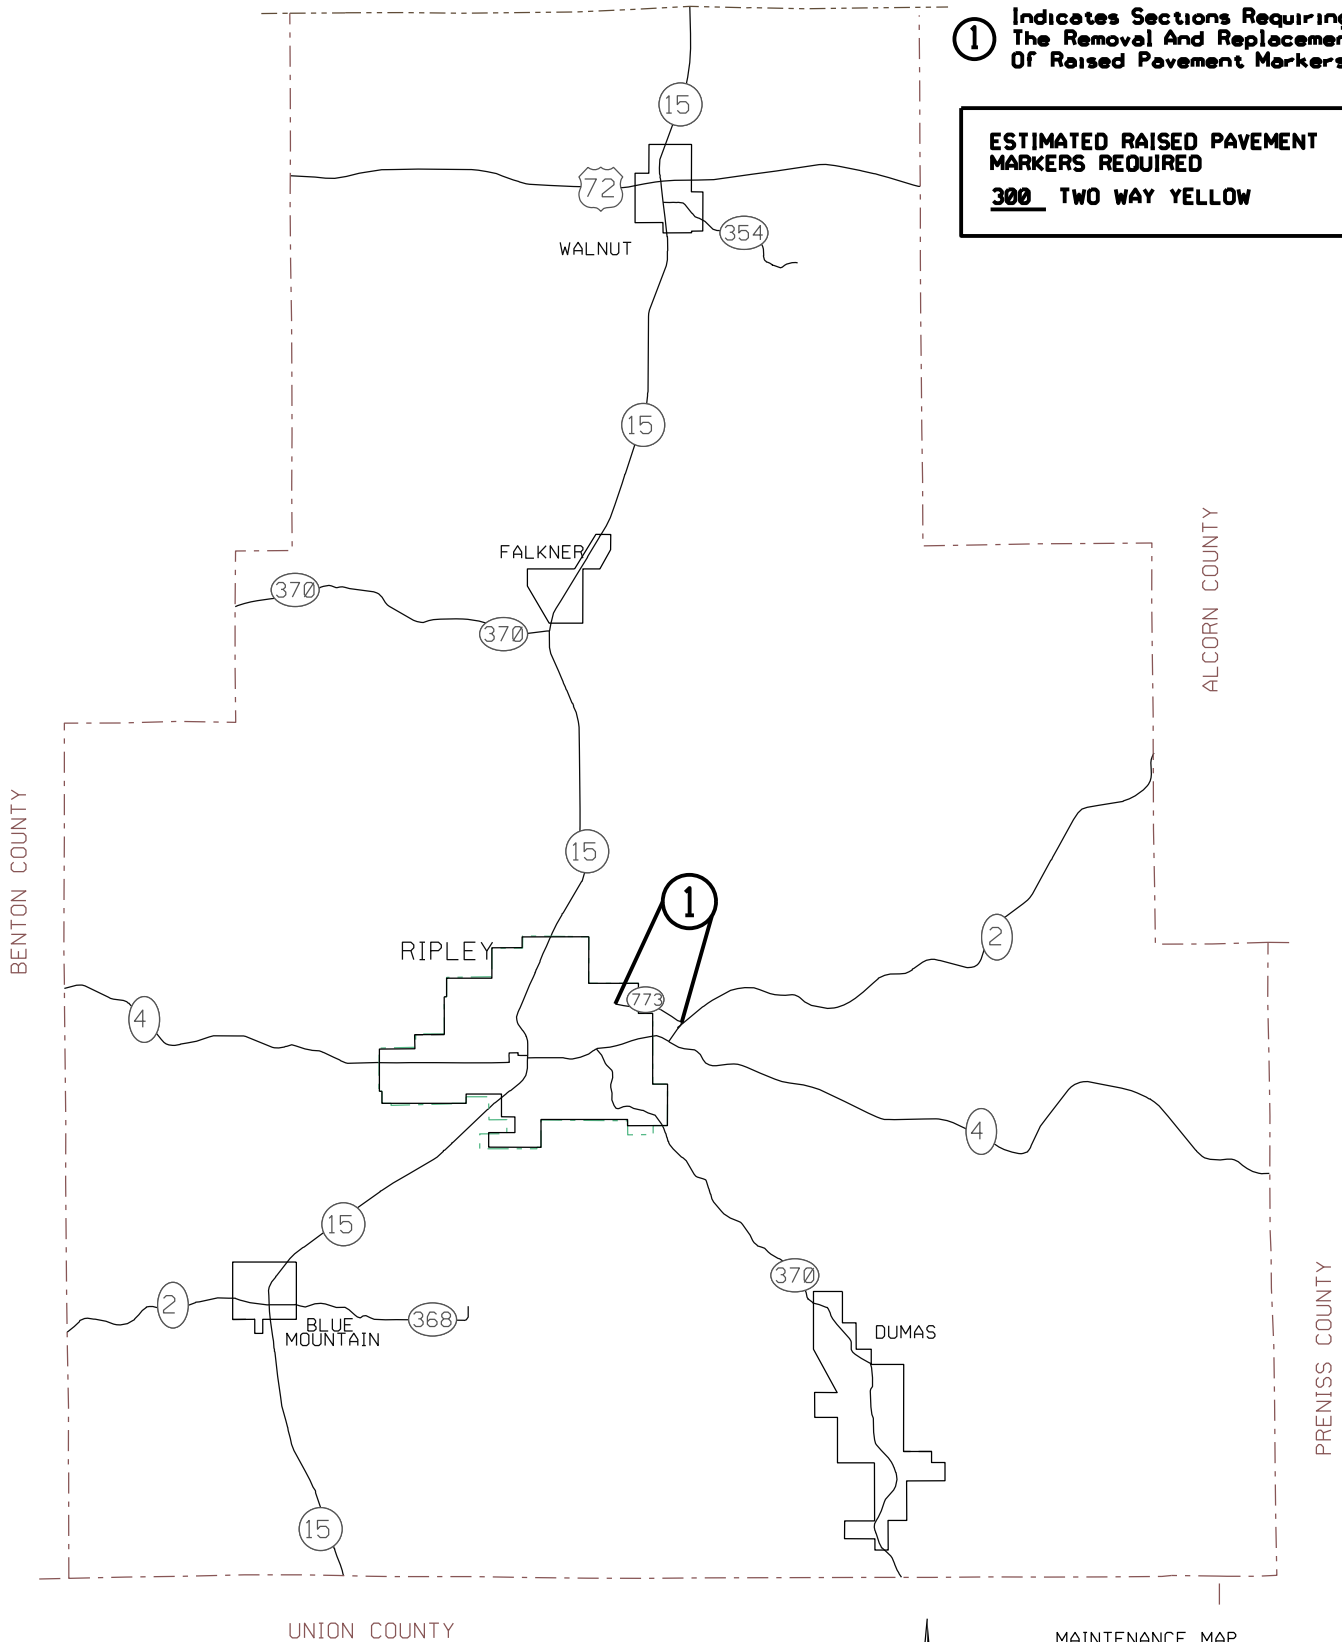 1
Indicates Sections Requiring
The Removal And Replacemen
Of Raised Pavement Markers
ESTIMATED RAISED PAVEMENT
MARKERS REQUIRED
300 TWO WAY YELLOW
15
72
354
WALNUT
15
FALKNER
370
370
ALCORN COUNTY
BENTON COUNTY
15
1
2
RIPLEY
773
4
4
15
370
2
368
BLUE
MOUNTAIN
DUMAS
PRENISS COUNTY
15
UNION COUNTY
MAINTENANCE MAP